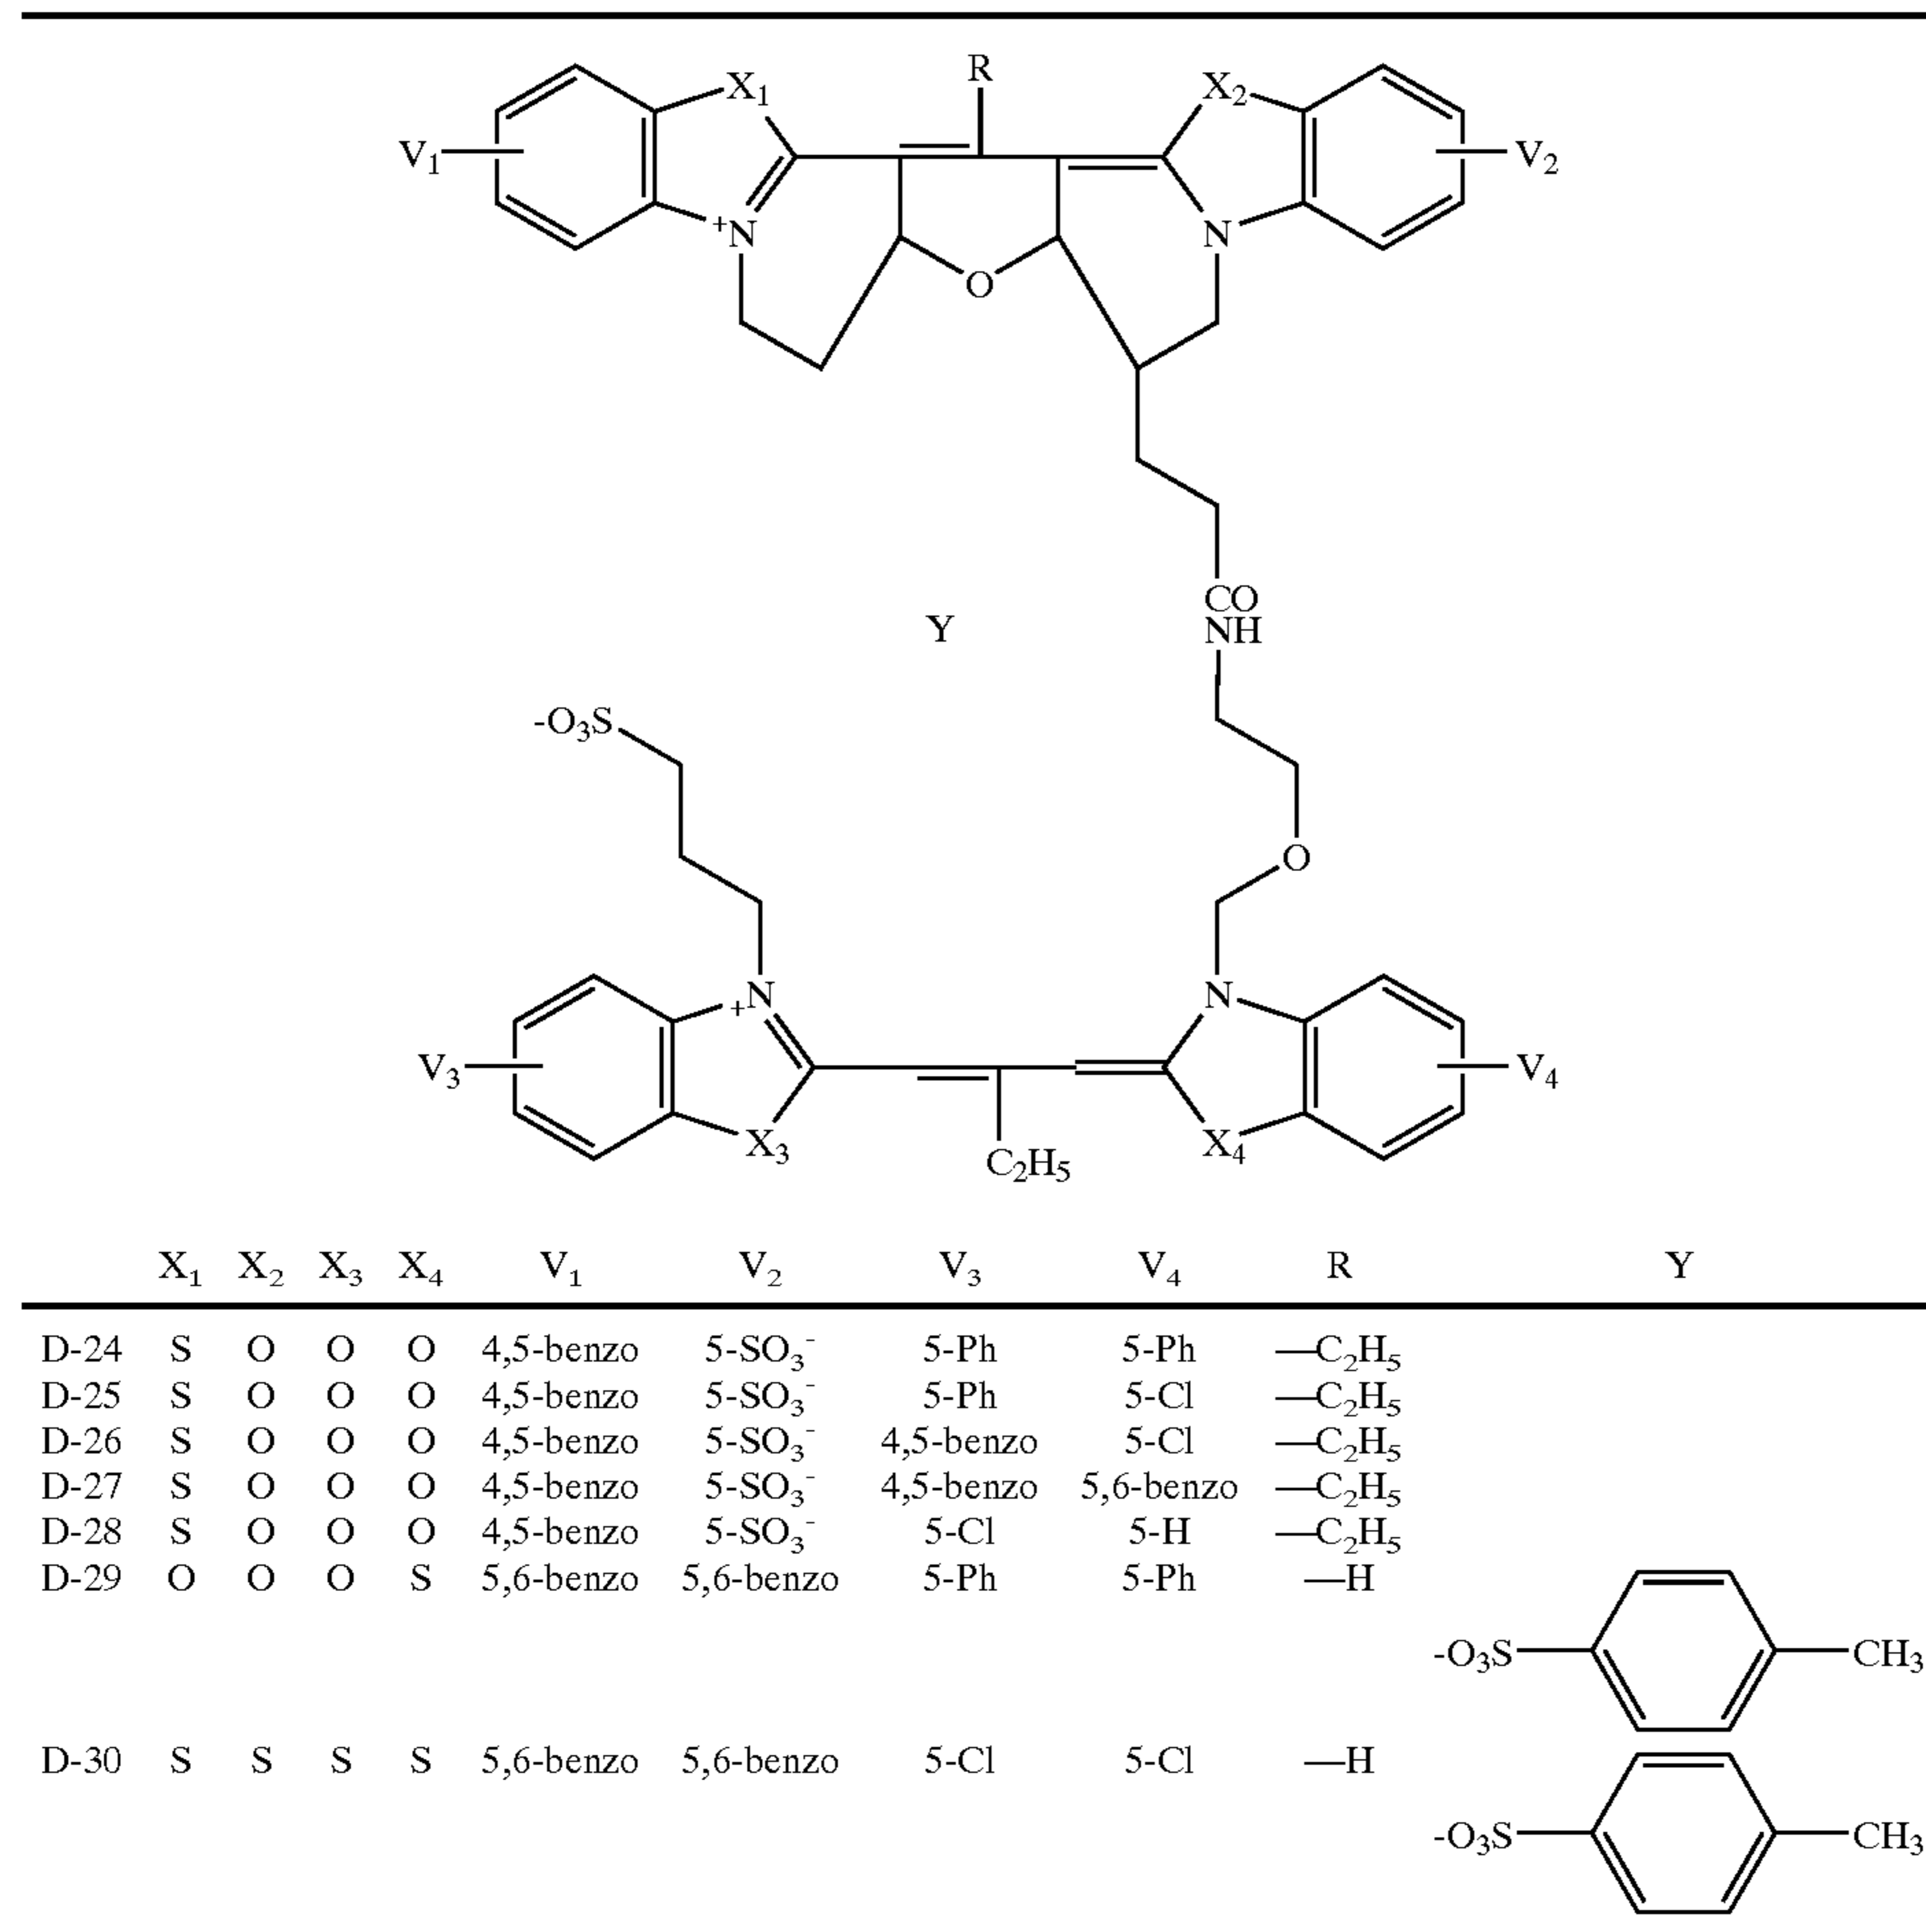 R
X₁ X₂
V₁ V₂
⁺N N
O
CO
Y NH
-O₃S
O
⁺N N
V₃ V₄
X₃ X₄
C₂H₅
X₁ X₂ X₃ X₄ V₁ V₂ V₃ V₄ R Y
D-24 S O O O 4,5-benzo 5-SO₃⁻ 5-Ph 5-Ph —C₂H₅
D-25 S O O O 4,5-benzo 5-SO₃⁻ 5-Ph 5-Cl —C₂H₅
D-26 S O O O 4,5-benzo 5-SO₃⁻ 4,5-benzo 5-Cl —C₂H₅
D-27 S O O O 4,5-benzo 5-SO₃⁻ 4,5-benzo 5,6-benzo —C₂H₅
D-28 S O O O 4,5-benzo 5-SO₃⁻ 5-Cl 5-H —C₂H₅
D-29 O O O S 5,6-benzo 5,6-benzo 5-Ph 5-Ph —H
-O₃S CH₃
D-30 S S S S 5,6-benzo 5,6-benzo 5-Cl 5-Cl —H
-O₃S CH₃